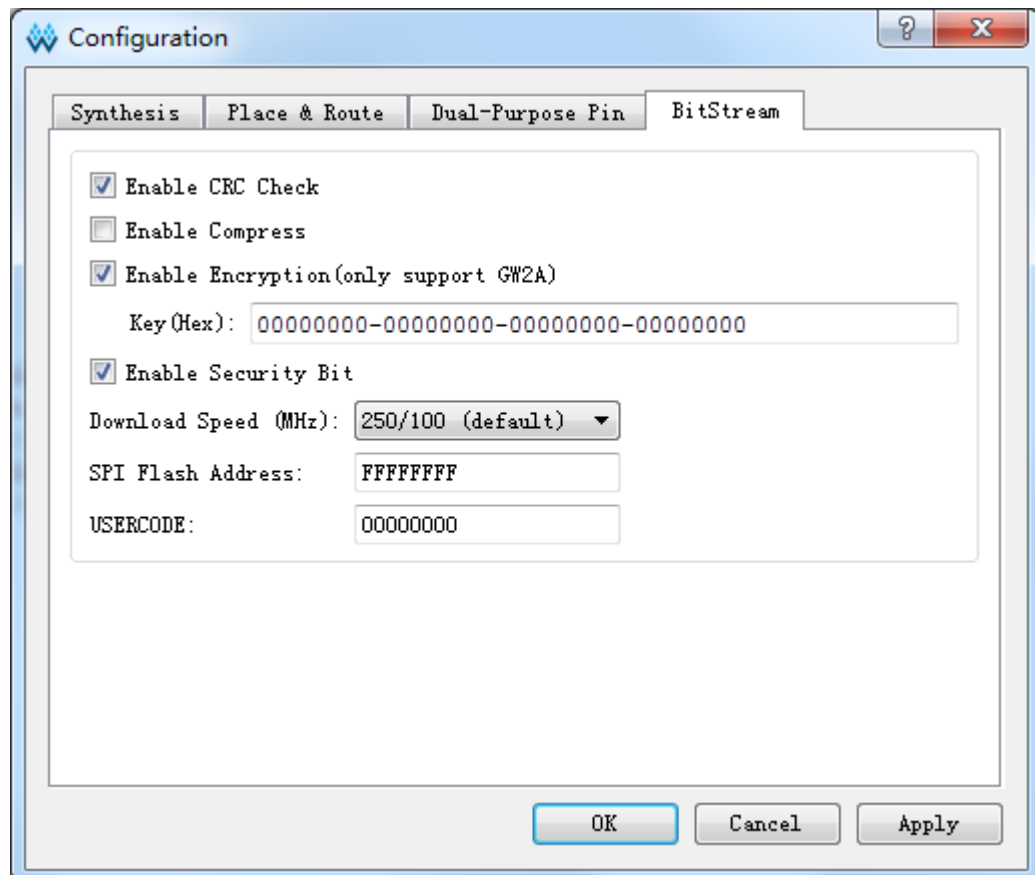 Configuration
Synthesis Place & Route Dual-Purpose Pin BitStream
Enable CRC Check
Enable Compress
Enable Encryption(only support GW2A)
Key(Hex): 00000000-00000000-00000000-00000000
Enable Security Bit
Download Speed (MHz): 250/100 (default)
SPI Flash Address: FFFFFFFF
USERCODE: 00000000
OK Cancel Apply